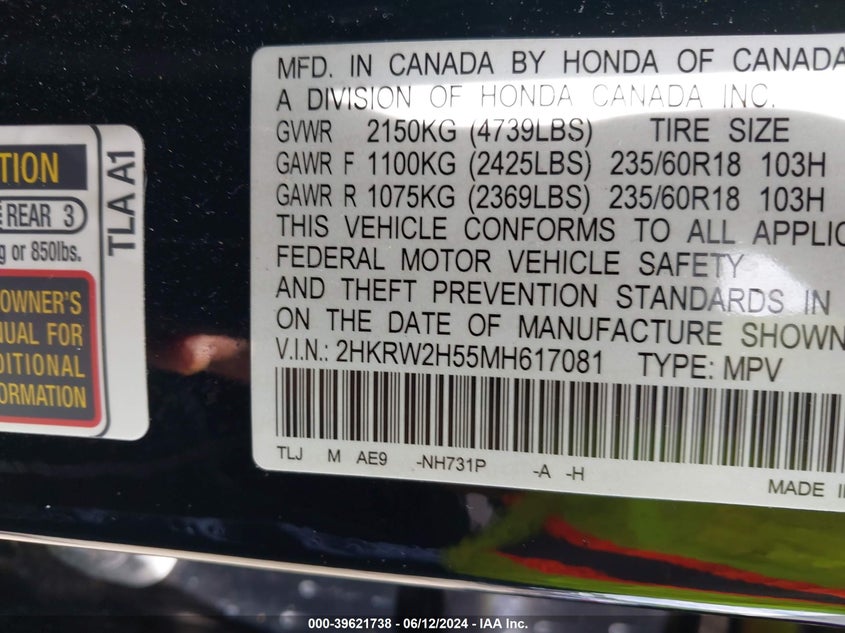 TION
REAR 3
g or 850lbs.
OWNER'S
NUAL FOR
DITIONAL
FORMATION
TLA A1
MFD. IN CANADA BY HONDA OF CANADA
A DIVISION OF HONDA CANADA INC.
GVWR 2150KG (4739LBS) TIRE SIZE
GAWR F 1100KG (2425LBS) 235/60R18 103H
GAWR R 1075KG (2369LBS) 235/60R18 103H
THIS VEHICLE CONFORMS TO ALL APPLIC
FEDERAL MOTOR VEHICLE SAFETY
AND THEFT PREVENTION STANDARDS IN
ON THE DATE OF MANUFACTURE SHOWN
V.I.N.: 2HKRW2H55MH617081 TYPE: MPV
TLJ M AE9 -NH731P -A -H
MADE IN
000-39621738 - 06/12/2024 - IAA Inc.